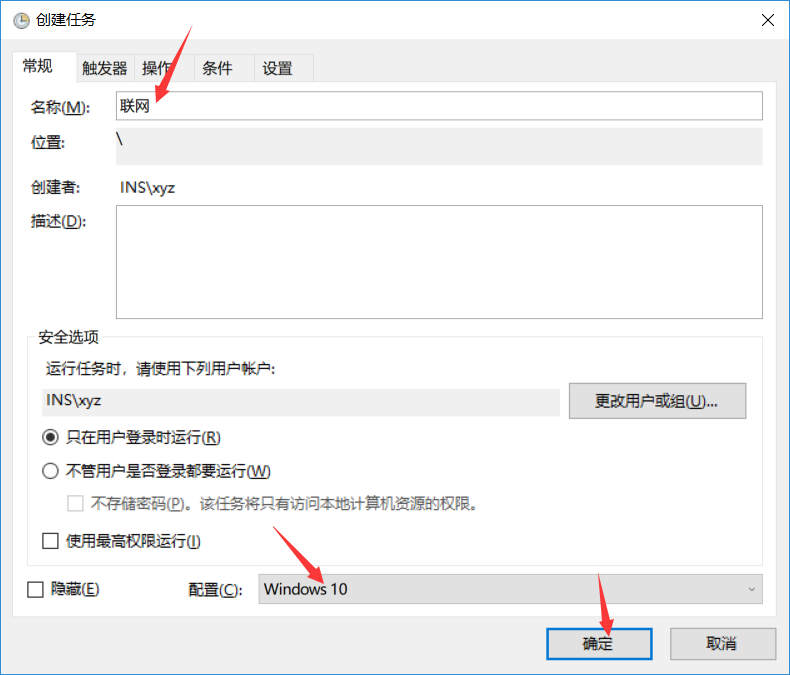 创建任务
常规 触发器 操作 条件 设置
名称(M): 联网
位置: \
创建者: INS\xyz
描述(D):
安全选项
运行任务时，请使用下列用户帐户:
INS\xyz 更改用户或组(U)...
只在用户登录时运行(R)
不管用户是否登录都要运行(W)
不存储密码(P)。该任务将只有访问本地计算机资源的权限。
使用最高权限运行(I)
隐藏(E) 配置(C): Windows 10
确定 取消